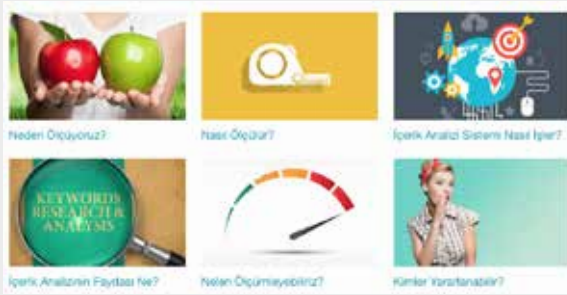 Neden Ölçüyoruz?
Nasıl Ölçülür?
İçerik Analizi Sistemi Nasıl İşler?
KEYWORDS
RESEARCH &
ANALYSIS
İçerik Analizinin Faydası Ne?
Neleri Ölçümleyebiliriz?
Kimler Yararlanabilir?